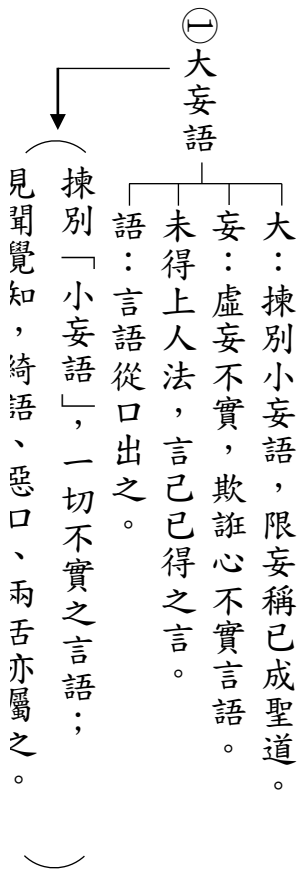 ①大妄語
大：揀別小妄語，限妄稱已成聖道。
妄：虛妄不實，欺誑心不實言語。
未得上人法，言己已得之言。
語：言語從口出之。
（揀別「小妄語」，一切不實之言語；
見聞覺知，綺語、惡口、兩舌亦屬之。）